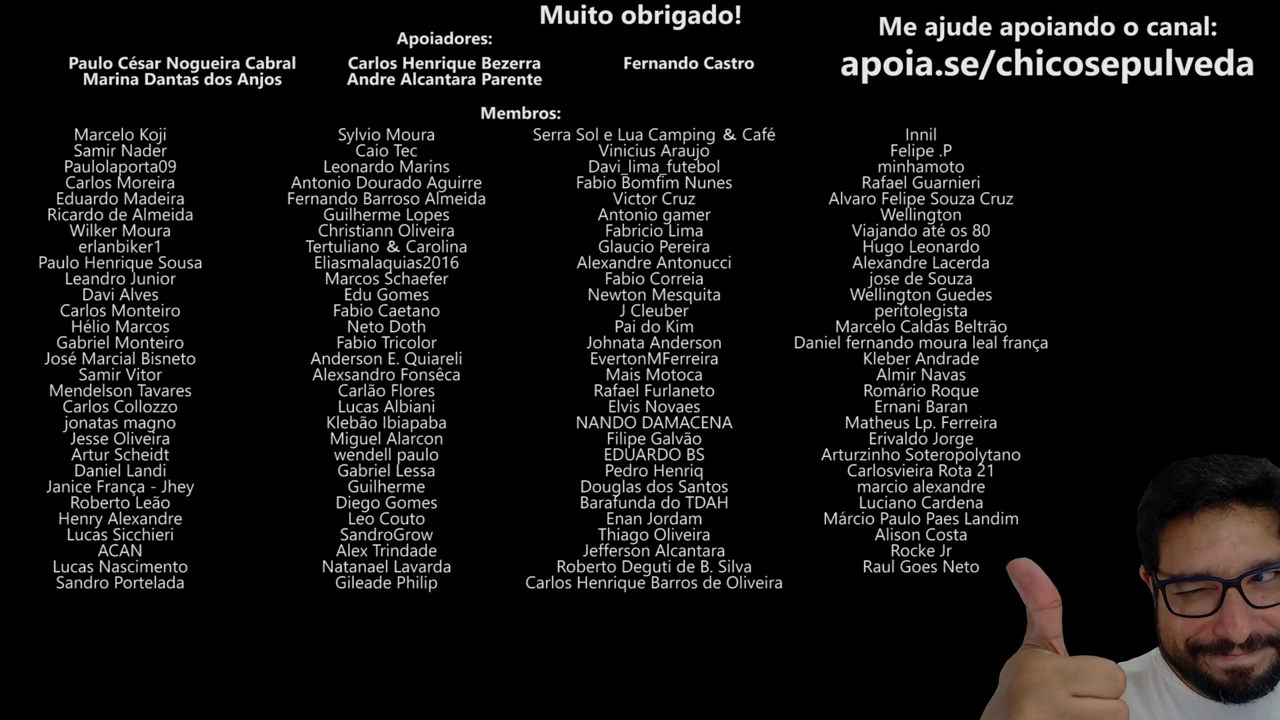 Muito obrigado!
Me ajude apoiando o canal:
apoia.se/chicosepulveda
Apoiadores:
Paulo César Nogueira Cabral
Marina Dantas dos Anjos
Carlos Henrique Bezerra
Andre Alcantara Parente
Fernando Castro
Membros:
Marcelo Koji
Samir Nader
Paulolaporta09
Carlos Moreira
Eduardo Madeira
Ricardo de Almeida
Wilker Moura
erlanbiker1
Paulo Henrique Sousa
Leandro Junior
Davi Alves
Carlos Monteiro
Hélio Marcos
Gabriel Monteiro
José Marcial Bisneto
Samir Vitor
Mendelson Tavares
Carlos Collozzo
jonatas magno
Jesse Oliveira
Artur Scheidt
Daniel Landi
Janice França - Jhey
Roberto Leão
Henry Alexandre
Lucas Sicchieri
ACAN
Lucas Nascimento
Sandro Portelada
Sylvio Moura
Caio Tec
Leonardo Marins
Antonio Dourado Aguirre
Fernando Barroso Almeida
Guilherme Lopes
Christiann Oliveira
Tertuliano & Carolina
Eliasmalaquias2016
Marcos Schaefer
Edu Gomes
Fabio Caetano
Neto Doth
Fabio Tricolor
Anderson E. Quiareli
Alexsandro Fonsêca
Carlão Flores
Lucas Albiani
Klebão Ibiapaba
Miguel Alarcon
wendell paulo
Gabriel Lessa
Guilherme
Diego Gomes
Leo Couto
SandroGrow
Alex Trindade
Natanael Lavarda
Gileade Philip
Serra Sol e Lua Camping & Café
Vinicius Araujo
Davi_lima_futebol
Fabio Bomfim Nunes
Victor Cruz
Antonio gamer
Fabricio Lima
Glaucio Pereira
Alexandre Antonucci
Fabio Correia
Newton Mesquita
J Cleuber
Pai do Kim
Johnata Anderson
EvertonMFerreira
Mais Motoca
Rafael Furlaneto
Elvis Novaes
NANDO DAMACENA
Filipe Galvão
EDUARDO BS
Pedro Henriq
Douglas dos Santos
Barafunda do TDAH
Enan Jordam
Thiago Oliveira
Jefferson Alcantara
Roberto Deguti de B. Silva
Carlos Henrique Barros de Oliveira
Innil
Felipe .P
minhamoto
Rafael Guarnieri
Alvaro Felipe Souza Cruz
Wellington
Viajando até os 80
Hugo Leonardo
Alexandre Lacerda
jose de Souza
Wellington Guedes
peritolegista
Marcelo Caldas Beltrão
Daniel fernando moura leal frança
Kleber Andrade
Almir Navas
Romário Roque
Ernani Baran
Matheus Lp. Ferreira
Erivaldo Jorge
Arturzinho Soteropolytano
Carlosvieira Rota 21
marcio alexandre
Luciano Cardena
Márcio Paulo Paes Landim
Alison Costa
Rocke Jr
Raul Goes Neto